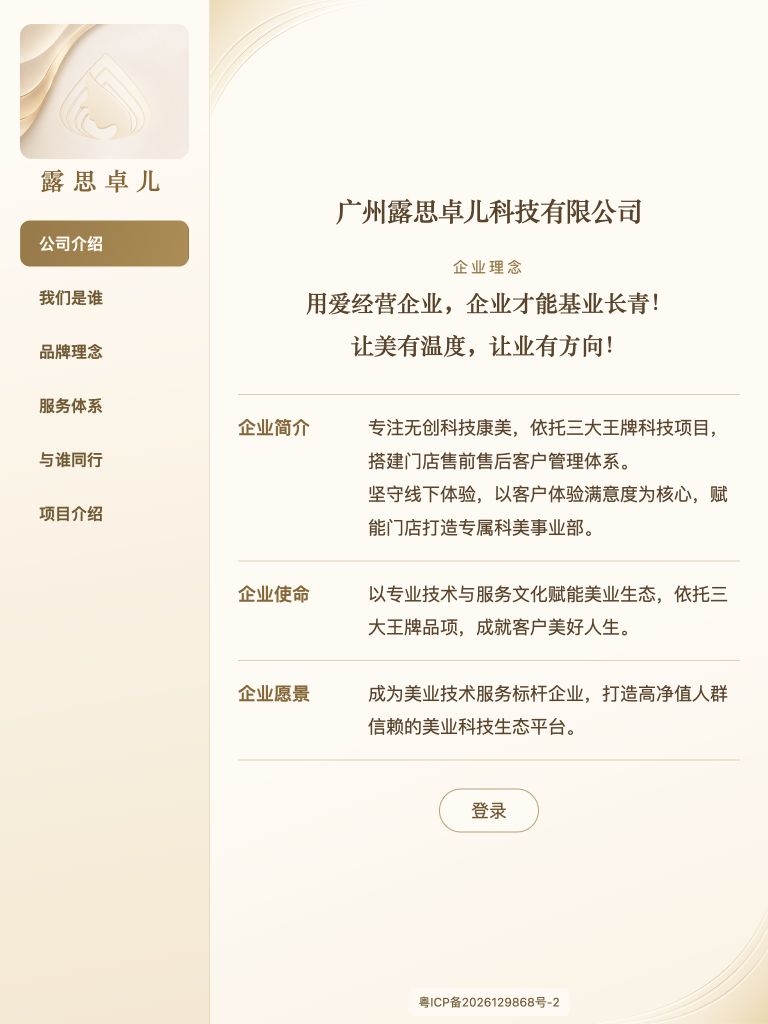 露思卓儿
公司介绍
我们是谁
品牌理念
服务体系
与谁同行
项目介绍
广州露思卓儿科技有限公司
企业理念
用爱经营企业，企业才能基业长青！
让美有温度，让业有方向！
企业简介
专注无创科技康美，依托三大王牌科技项目，
搭建门店售前售后客户管理体系。
坚守线下体验，以客户体验满意度为核心，赋
能门店打造专属科美事业部。
企业使命
以专业技术与服务文化赋能美业生态，依托三
大王牌品项，成就客户美好人生。
企业愿景
成为美业技术服务标杆企业，打造高净值人群
信赖的美业科技生态平台。
登录
粤ICP备2026129868号-2